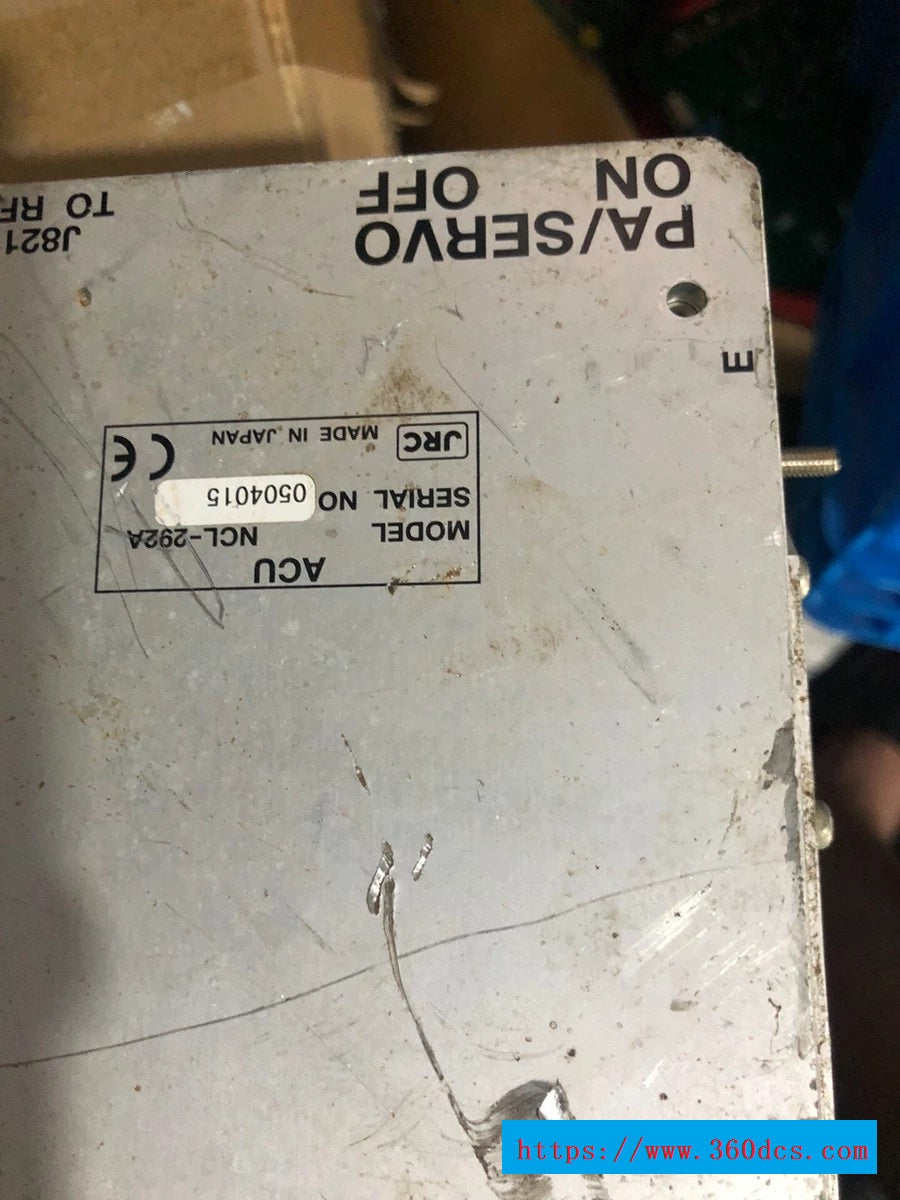 ACU
MODEL NCL-292A
SERIAL NO 0504015
JRC MADE IN JAPAN CE
E
PA/SERVO
ON OFF
J821
TO RF
https://www.360dcs.com